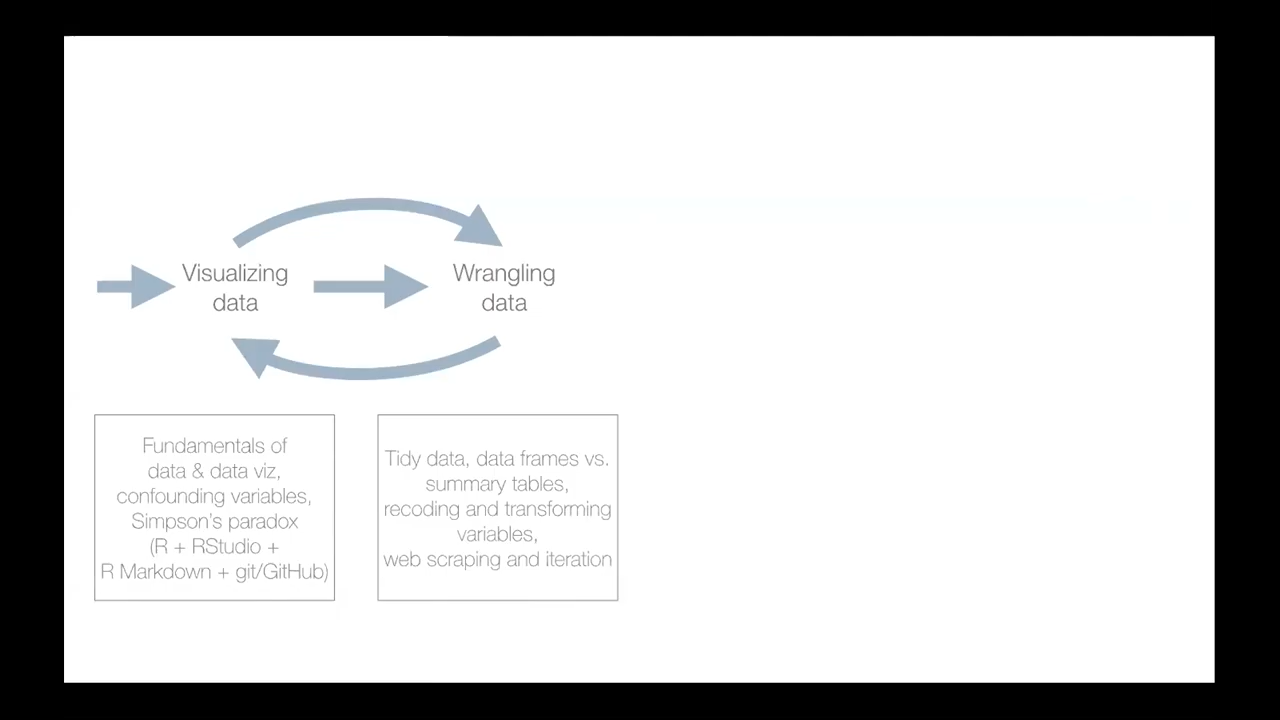 Visualizing
data
Wrangling
data
Fundamentals of
data & data viz,
confounding variables,
Simpson's paradox
(R + RStudio +
R Markdown + git/GitHub)
Tidy data, data frames vs.
summary tables,
recoding and transforming
variables,
web scraping and iteration